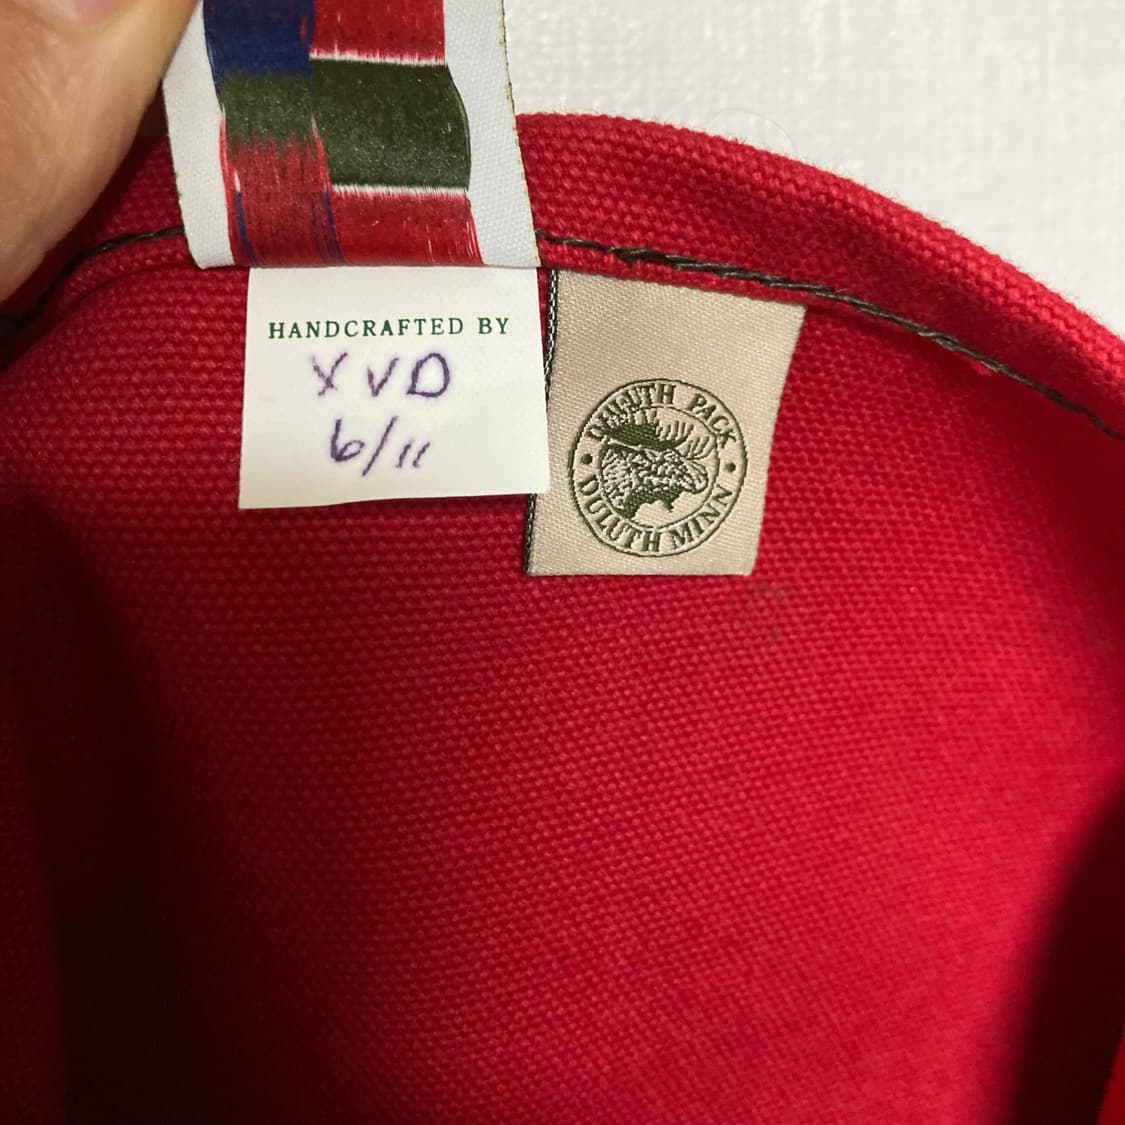 HANDCRAFTED BY
XVD
6/11
DULUTH PACK
DULUTH MINN